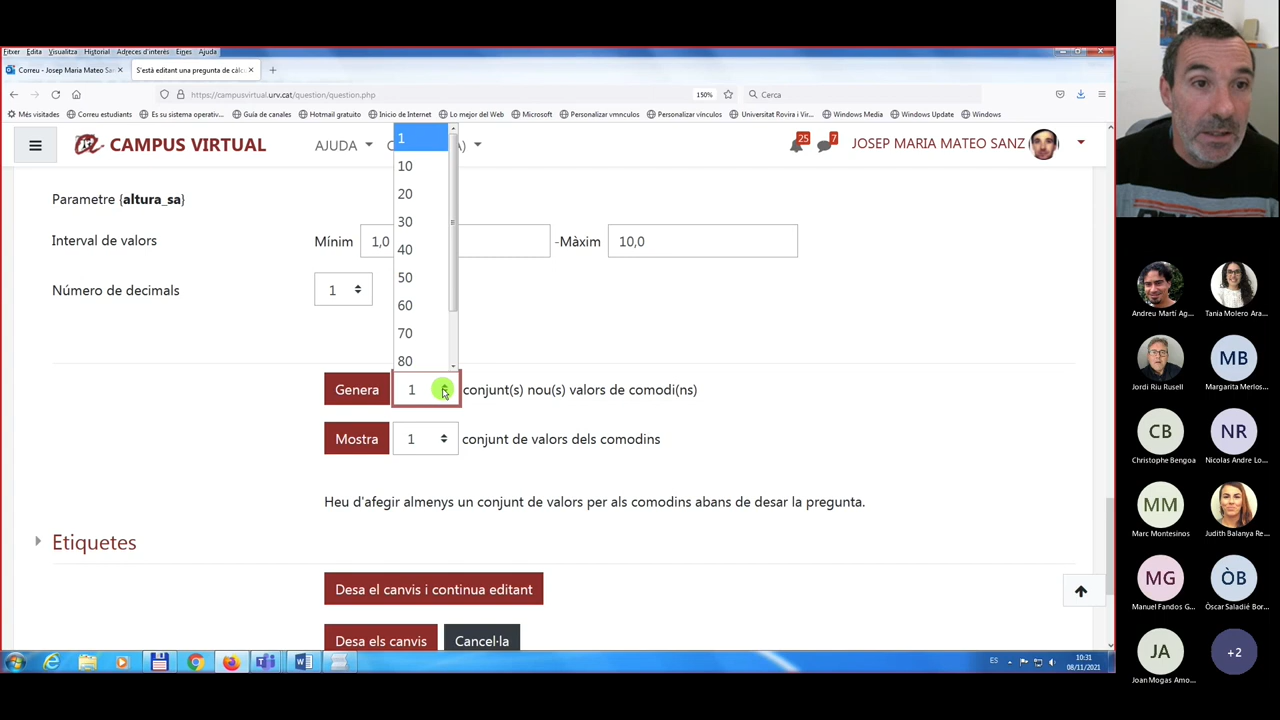 Fitxer Edita Visualitza Historial Adreces d'interès Eines Ajuda
Correu - Josep Maria Mateo San × S'està editant una pregunta de càlc × +
https://campusvirtual.urv.cat/question/question.php 150% Cerca
Més visitades Correu estudiants Es su sistema operativ... Guía de canales Hotmail gratuito Inicio de Internet Lo mejor del Web Microsoft Personalizar vmnculos Personalizar vínculos Universitat Rovira i Vir... Windows Media Windows Update Windows
CAMPUS VIRTUAL AJUDA 25 7 JOSEP MARIA MATEO SANZ
Parametre {altura_sa}
Interval de valors Mínim 1,0 -Màxim 10,0
Número de decimals 1
1
10
20
30
40
50
60
70
80
Genera 1 conjunt(s) nou(s) valors de comodi(ns)
Mostra 1 conjunt de valors dels comodins
Heu d'afegir almenys un conjunt de valors per als comodins abans de desar la pregunta.
Etiquetes
Desa el canvis i continua editant
Desa els canvis Cancel·la
ES 10:31
08/11/2021
Andreu Martí Ag... Tania Molero Ara...
MB
Jordi Riu Rusell Margarita Merlos...
CB NR
Christophe Bengoa Nicolas Andre Lo...
MM
Marc Montesinos Judith Balanya Re...
MG ÒB
Manuel Fandos G... Òscar Saladié Bor...
JA +2
Joan Mogas Amo...